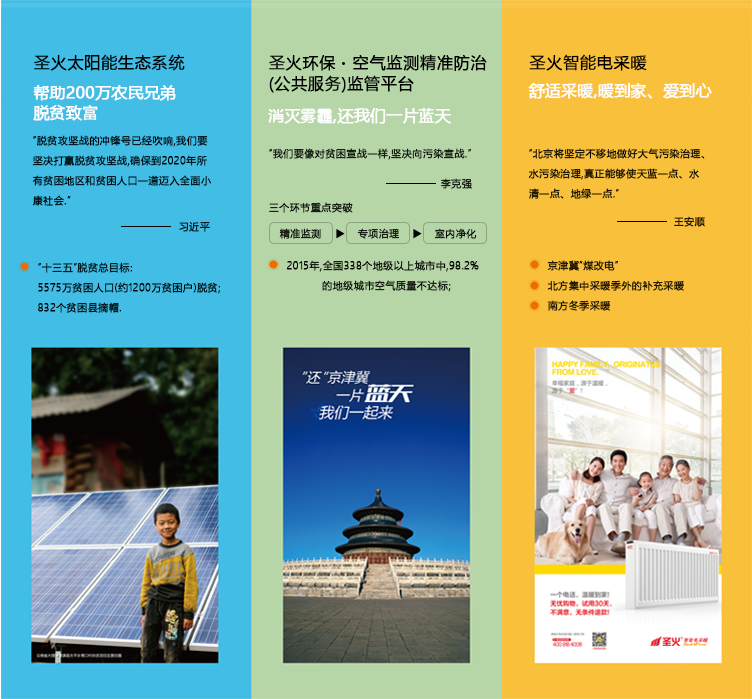 圣火太阳能生态系统
帮助200万农民兄弟
脱贫致富
"脱贫攻坚战的冲锋号已经吹响,我们要
坚决打赢脱贫攻坚战,确保到2020年所
有贫困地区和贫困人口一道迈入全面小
康社会."
习近平
"十三五"脱贫总目标:
5575万贫困人口(约1200万贫困户)脱贫;
832个贫困县摘帽.
圣火环保·空气监测精准防治
(公共服务)监管平台
消灭雾霾,还我们一片蓝天
"我们要像对贫困宣战一样,坚决向污染宣战."
李克强
三个环节重点突破
精准监测
专项治理
室内净化
2015年,全国338个地级以上城市中,98.2%
的地级城市空气质量不达标;
"还"京津冀
一片蓝天
我们一起来
圣火智能电采暖
舒适采暖,暖到家、爱到心
"北京将坚定不移地做好大气污染治理、
水污染治理,真正能够使天蓝一点、水
清一点、地绿一点."
王安顺
京津冀"煤改电"
北方集中采暖季外的补充采暖
南方冬季采暖
HAPPY FAMILY, ORIGINATES
FROM LOVE.
幸福家庭，源于温暖，
源于"爱"！
一个电话，温暖到家!
无忧购物，试用30天，
不满意，无条件退款!
圣火 智能电采暖